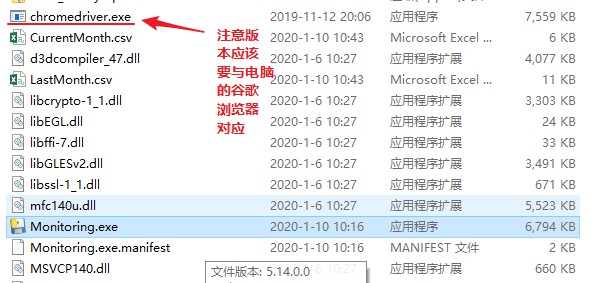 chromedriver.exe 2019-11-12 20:06 应用程序 7,559 KB
CurrentMonth.csv 2020-1-10 10:43 Microsoft Excel ... 6 KB
d3dcompiler_47.dll 2020-1-6 10:27 应用程序扩展 4,077 KB
LastMonth.csv 2020-1-10 10:43 Microsoft Excel ... 11 KB
libcrypto-1_1.dll 2020-1-6 10:27 应用程序扩展 3,303 KB
libEGL.dll 2020-1-6 10:27 应用程序扩展 24 KB
libffi-7.dll 2020-1-6 10:27 应用程序扩展 33 KB
libGLESv2.dll 2020-1-6 10:27 应用程序扩展 3,491 KB
libssl-1_1.dll 2020-1-6 10:27 应用程序扩展 671 KB
mfc140u.dll 2020-1-6 10:27 应用程序扩展 5,523 KB
Monitoring.exe 2020-1-10 10:16 应用程序 6,794 KB
Monitoring.exe.manifest 2020-1-10 10:16 MANIFEST 文件 2 KB
MSVCP140.dll 应用程序扩展 660 KB
注意版
本应该
要与电脑
的谷歌
浏览器
对应
文件版本: 5.14.0.0